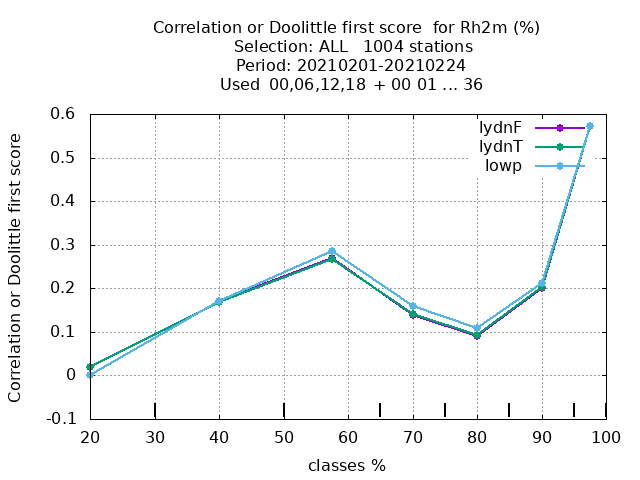 Correlation or Doolittle first score  for Rh2m (%)
Selection: ALL   1004 stations
Period: 20210201-20210224
Used  00,06,12,18  + 00 01 ... 36
Correlation or Doolittle first score
0.6
0.5
0.4
0.3
0.2
0.1
0
-0.1
lydnF
lydnT
lowp
20 30 40 50 60 70 80 90 100
classes %